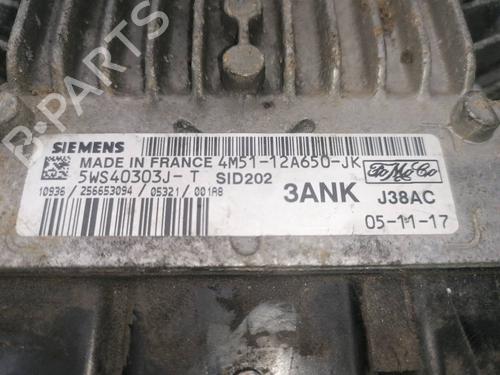 SIEMENS
MADE IN FRANCE 4M51-12A650-JK
5WS40303J-T SID202
10936 / 256653094 / 05321 / 001A8
3ANK
FoMoCo
J38AC
05-11-17
B-PARTS